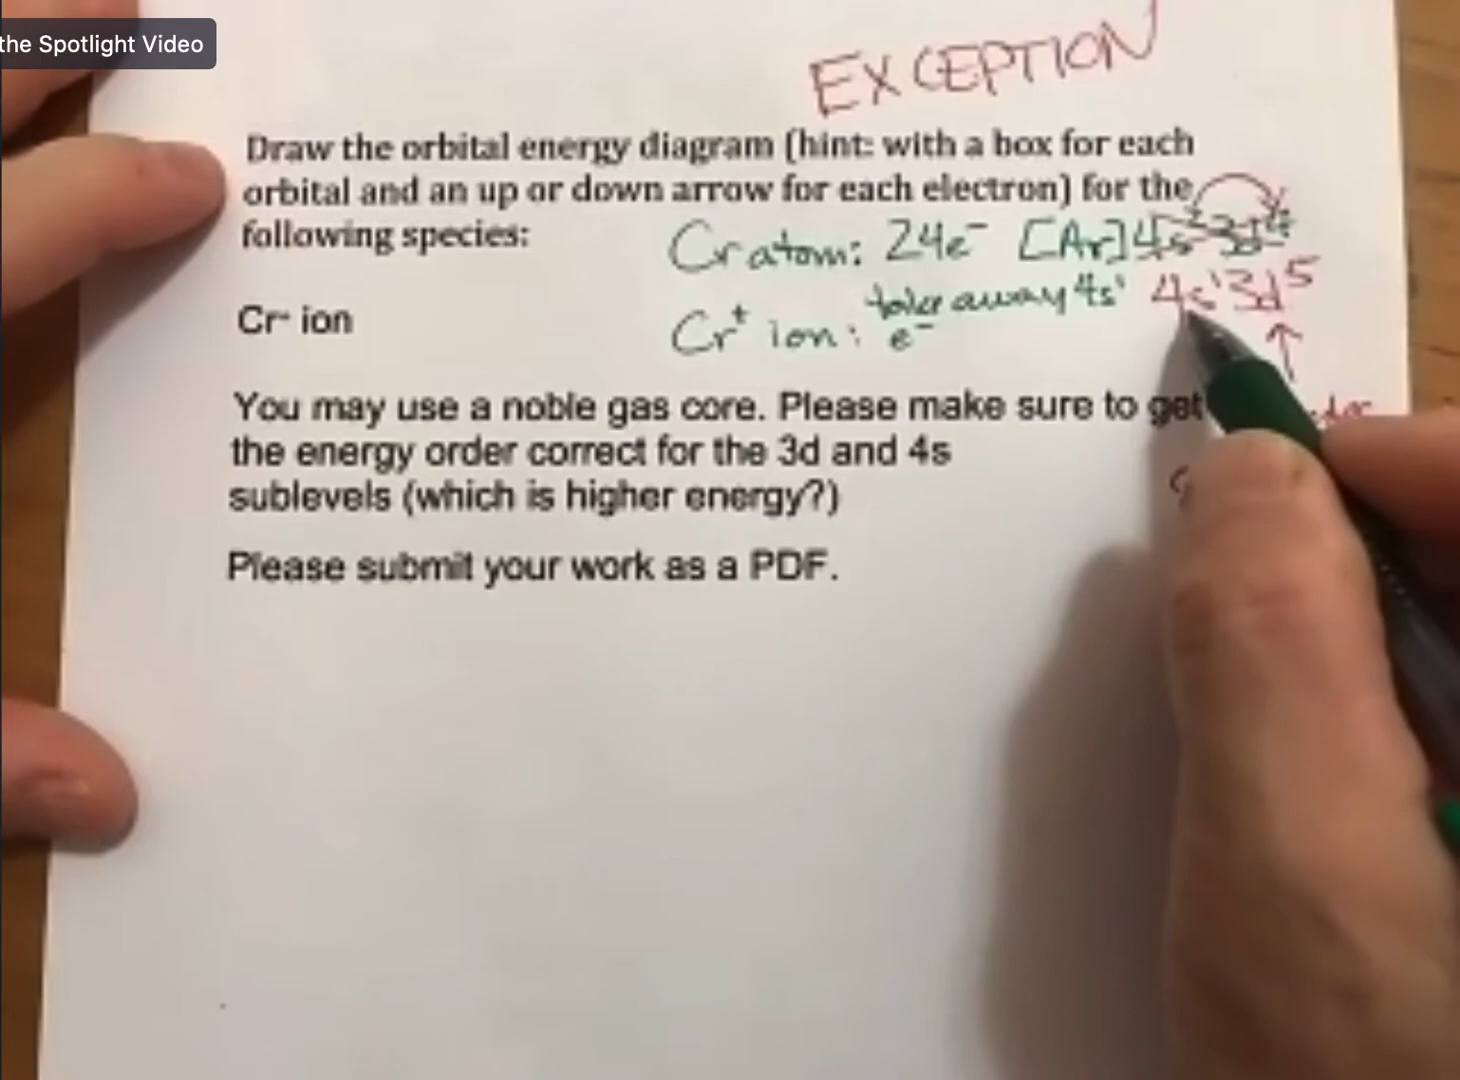 the Spotlight Video
EXCEPTION
Draw the orbital energy diagram (hint: with a box for each
orbital and an up or down arrow for each electron) for the
following species:
Cr atom: 24e⁻ [Ar]4s²3d⁴
take away 4s¹ 4s¹3d⁵
Cr ion
Cr⁺ ion: e⁻
You may use a noble gas core. Please make sure to get
the energy order correct for the 3d and 4s
sublevels (which is higher energy?)
Please submit your work as a PDF.